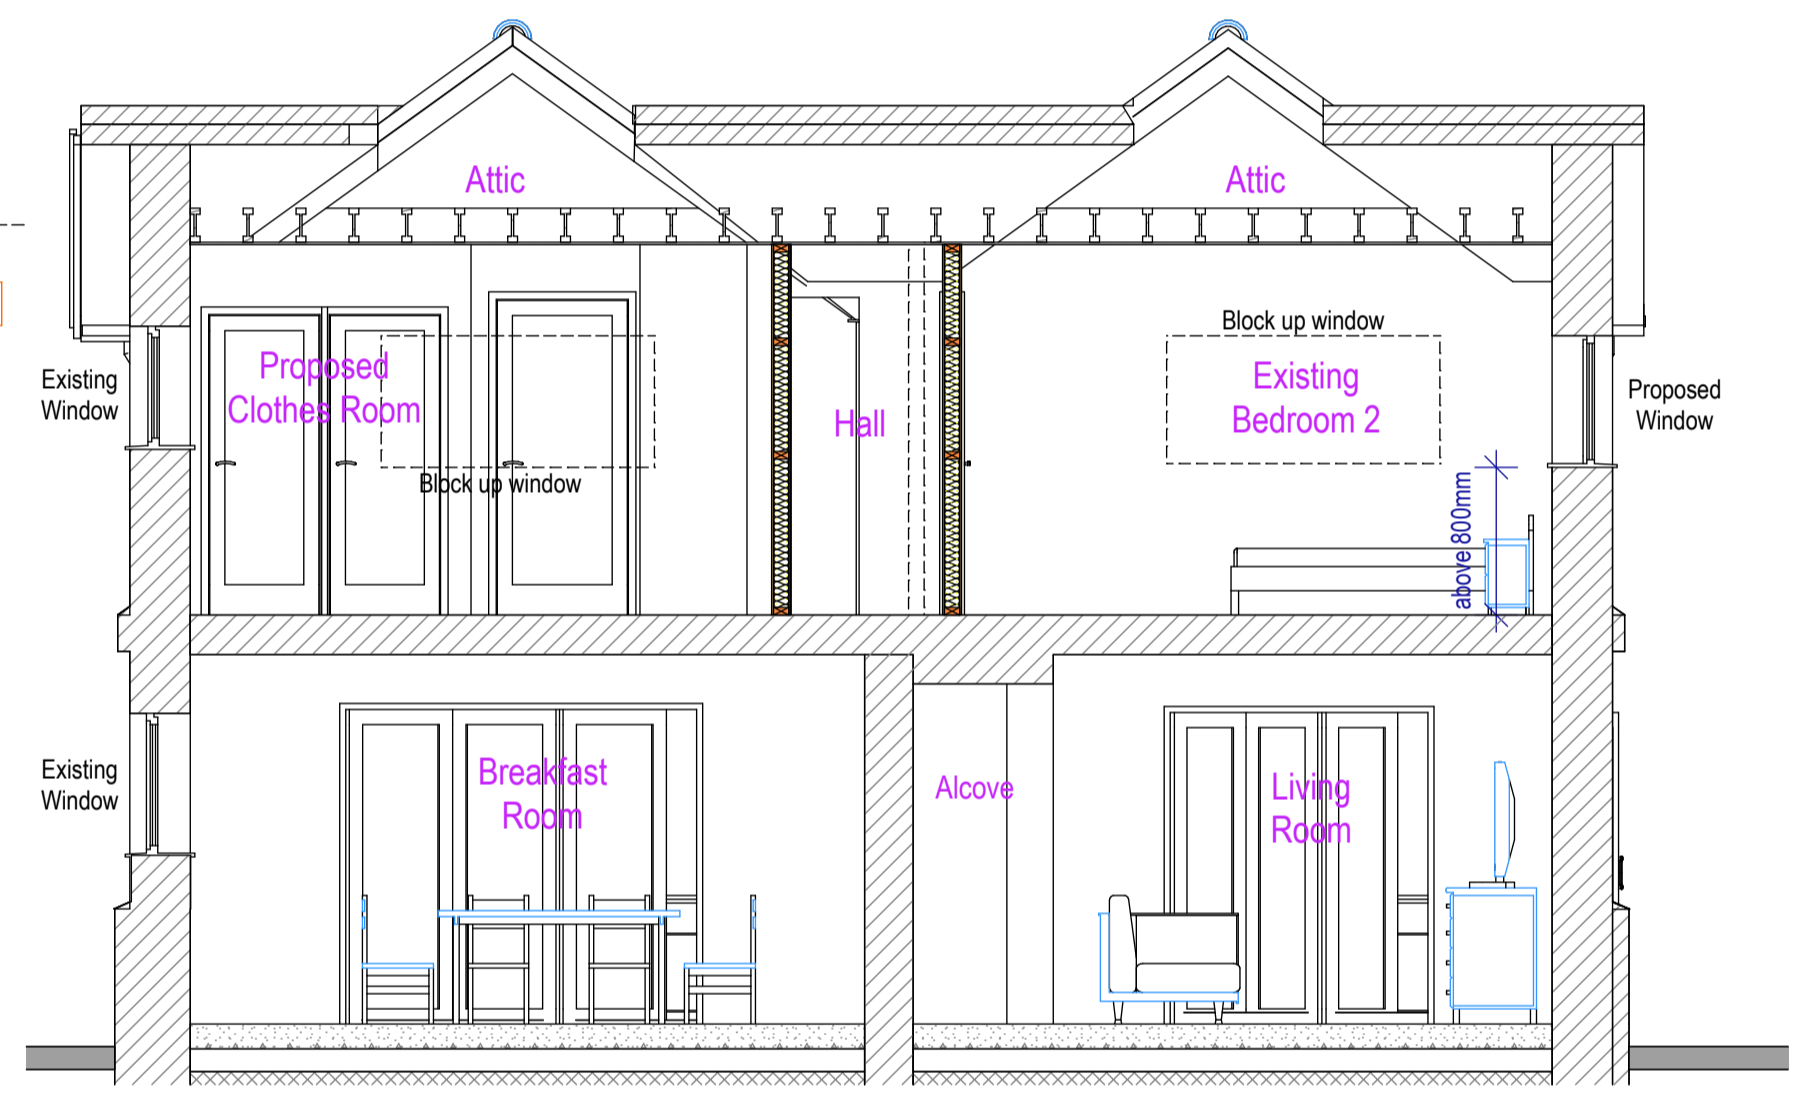 Attic
Attic
Block up window
Proposed
Clothes Room
Existing
Window
Existing
Bedroom 2
Proposed
Window
Hall
Block up window
above 800mm
Existing
Window
Breakfast
Room
Alcove
Living
Room